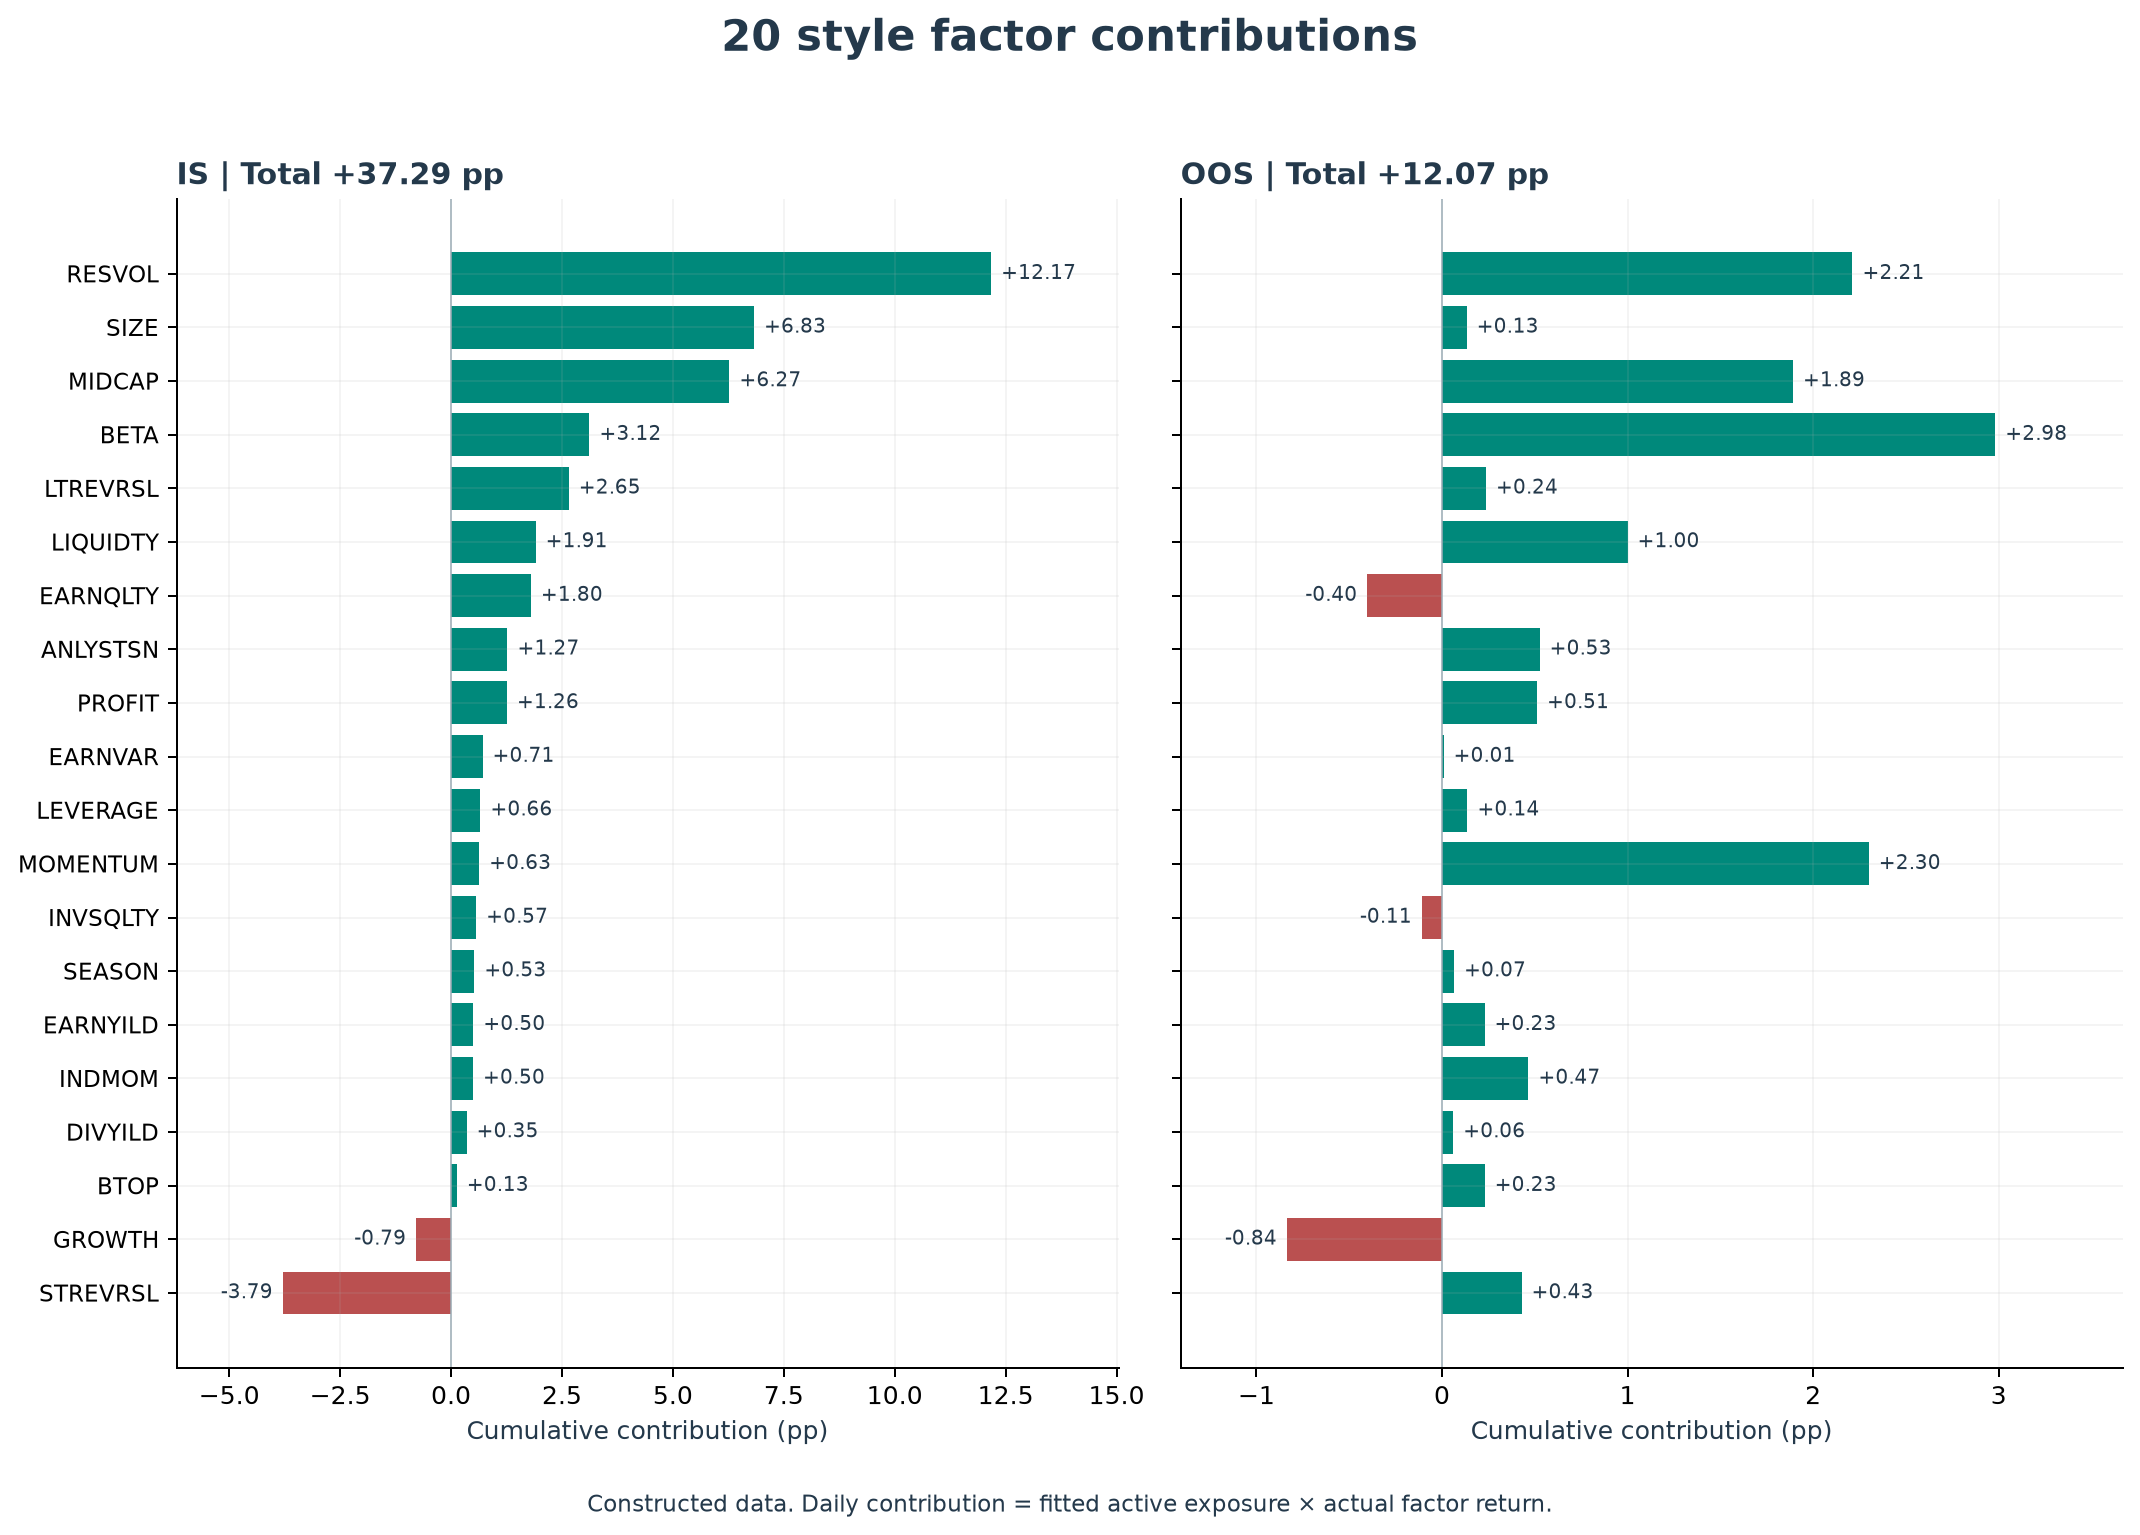 20 style factor contributions
IS | Total +37.29 pp
RESVOL +12.17
SIZE +6.83
MIDCAP +6.27
BETA +3.12
LTREVRSL +2.65
LIQUIDTY +1.91
EARNQLTY +1.80
ANLYSTSN +1.27
PROFIT +1.26
EARNVAR +0.71
LEVERAGE +0.66
MOMENTUM +0.63
INVSQLTY +0.57
SEASON +0.53
EARNYILD +0.50
INDMOM +0.50
DIVYILD +0.35
BTOP +0.13
GROWTH -0.79
STREVRSL -3.79
−5.0 −2.5 0.0 2.5 5.0 7.5 10.0 12.5 15.0
Cumulative contribution (pp)
OOS | Total +12.07 pp
+2.21
+0.13
+1.89
+2.98
+0.24
+1.00
-0.40
+0.53
+0.51
+0.01
+0.14
+2.30
-0.11
+0.07
+0.23
+0.47
+0.06
+0.23
-0.84
+0.43
−1 0 1 2 3
Cumulative contribution (pp)
Constructed data. Daily contribution = fitted active exposure × actual factor return.